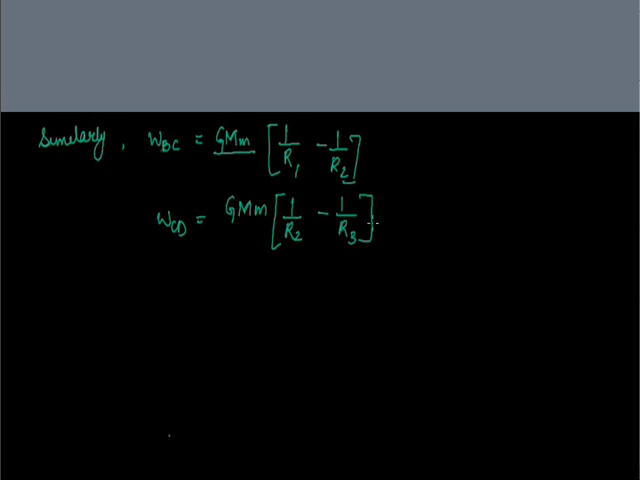 Similarly, W_BC = GMm [1/R_1 - 1/R_2]
W_CD = GMm [1/R_2 - 1/R_3]